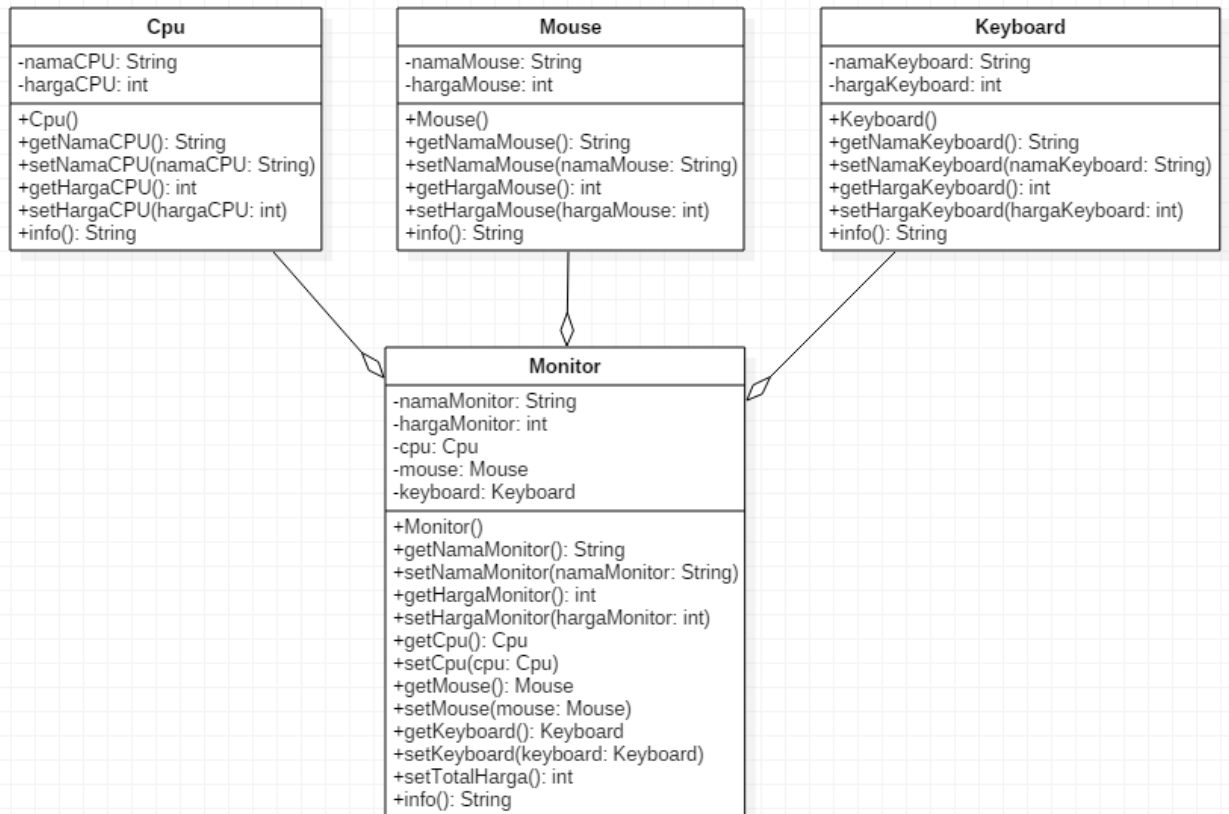 Cpu
-namaCPU: String
-hargaCPU: int
+Cpu()
+getNamaCPU(): String
+setNamaCPU(namaCPU: String)
+getHargaCPU(): int
+setHargaCPU(hargaCPU: int)
+info(): String
Mouse
-namaMouse: String
-hargaMouse: int
+Mouse()
+getNamaMouse(): String
+setNamaMouse(namaMouse: String)
+getHargaMouse(): int
+setHargaMouse(hargaMouse: int)
+info(): String
Keyboard
-namaKeyboard: String
-hargaKeyboard: int
+Keyboard()
+getNamaKeyboard(): String
+setNamaKeyboard(namaKeyboard: String)
+getHargaKeyboard(): int
+setHargaKeyboard(hargaKeyboard: int)
+info(): String
Monitor
-namaMonitor: String
-hargaMonitor: int
-cpu: Cpu
-mouse: Mouse
-keyboard: Keyboard
+Monitor()
+getNamaMonitor(): String
+setNamaMonitor(namaMonitor: String)
+getHargaMonitor(): int
+setHargaMonitor(hargaMonitor: int)
+getCpu(): Cpu
+setCpu(cpu: Cpu)
+getMouse(): Mouse
+setMouse(mouse: Mouse)
+getKeyboard(): Keyboard
+setKeyboard(keyboard: Keyboard)
+setTotalHarga(): int
+info(): String